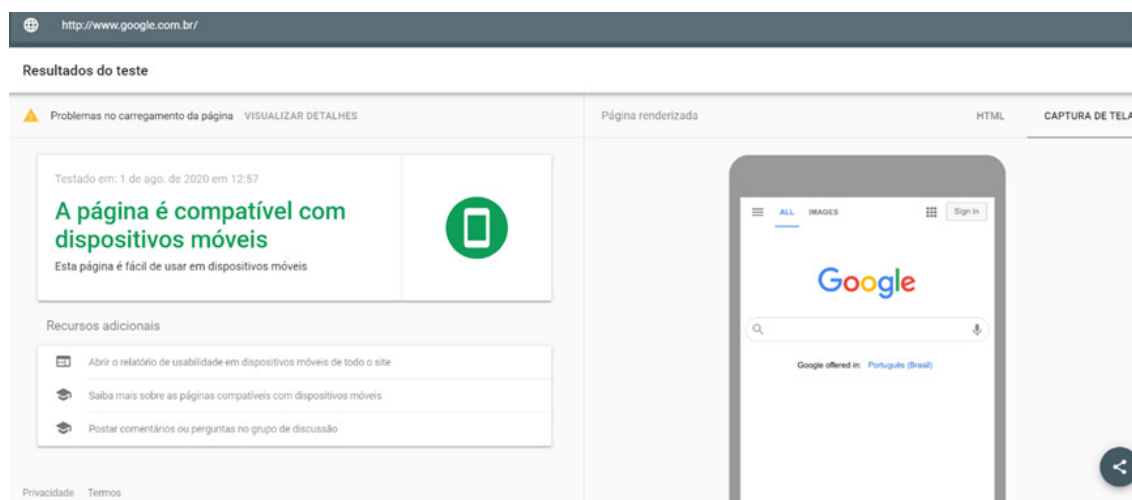 http://www.google.com.br/
Resultados do teste
Problemas no carregamento da página VISUALIZAR DETALHES
Testado em: 1 de ago. de 2020 em 12:57
A página é compatível com
dispositivos móveis
Esta página é fácil de usar em dispositivos móveis
Recursos adicionais
Abrir o relatório de usabilidade em dispositivos móveis de todo o site
Saiba mais sobre as páginas compatíveis com dispositivos móveis
Postar comentários ou perguntas no grupo de discussão
Privacidade Termos
Página renderizada HTML CAPTURA DE TELA
ALL IMAGES Sign in
Google
Google offered in: Português (Brasil)